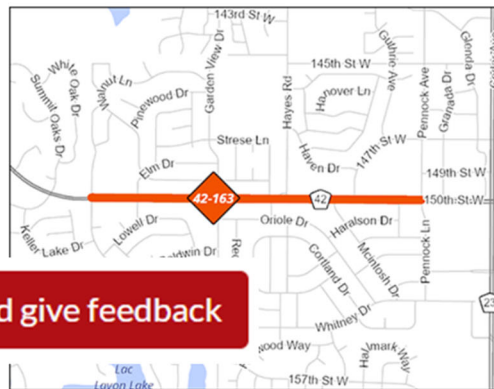 143rd St W
145th St W
White Oak Dr
Summit Oaks Dr
Walnut Ln
Pinewood Dr
Garden View Dr
Hayes Rd
Hanover Ln
Guthrie Ave
Pennock Ave
Granada Dr
Glenda Dr
Strese Ln
Haven Dr
147th St W
Elm Dr
149th St W
42-163
42
150th St W
Keller Lake Dr
Lowell Dr
Oriole Dr
Haralson Dr
Cortland Dr
McIntosh Dr
Pennock Ln
d give feedback
Whitney Dr
Hallmark Way
Lac
Lavon Lake
157th St W